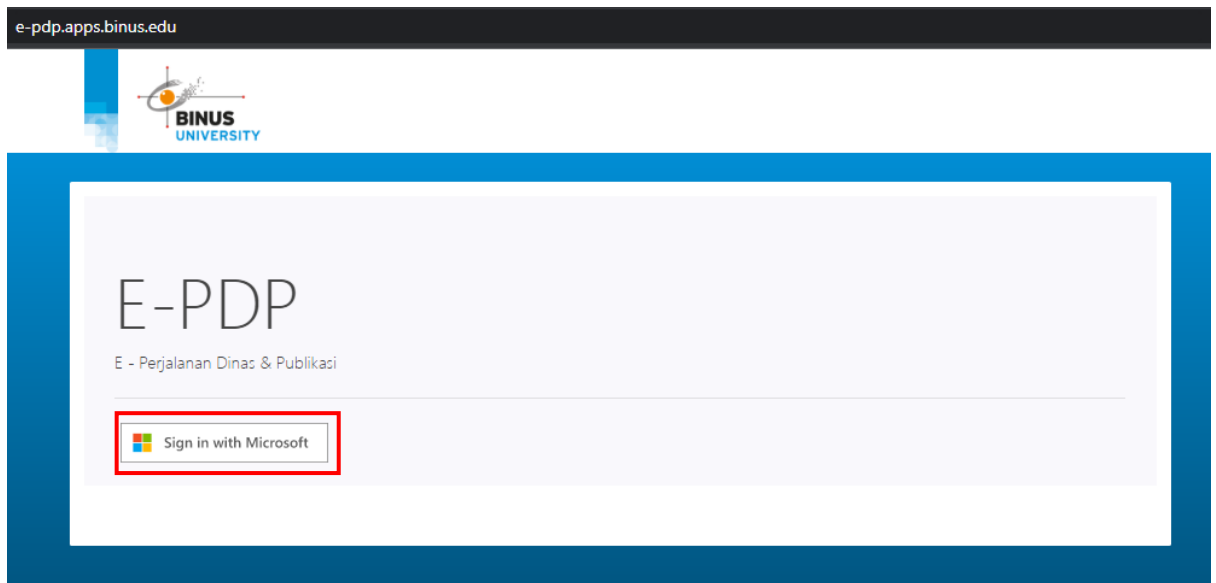 e-pdp.apps.binus.edu
BINUS
UNIVERSITY
E-PDP
E - Perjalanan Dinas & Publikasi
Sign in with Microsoft